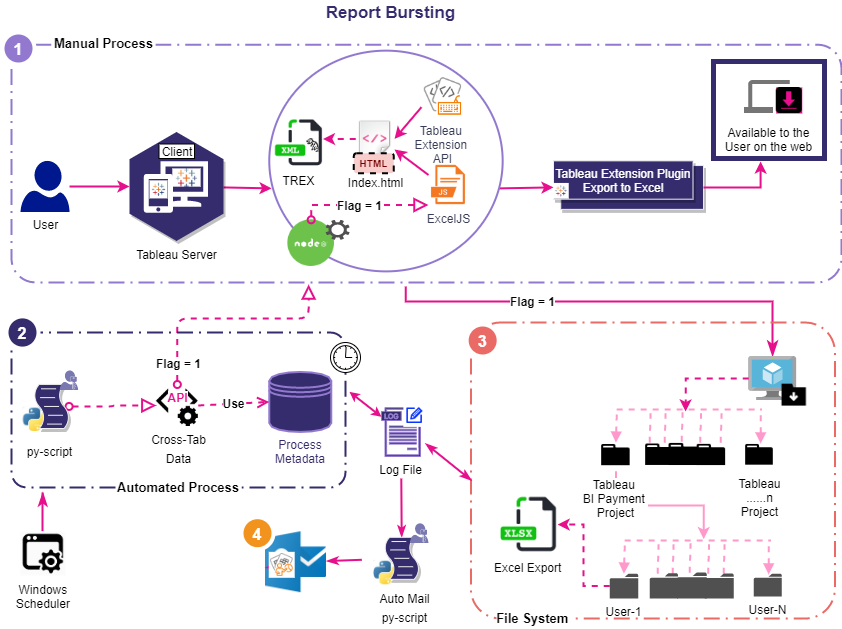 Report Bursting
1
Manual Process
Client
Tableau Server
User
XML
TREX
</>
HTML
Index.html
</>
Tableau
Extension
API
JS
ExcelJS
Flag = 1
node
Tableau Extension Plugin
Export to Excel
Available to the
User on the web
2
Flag = 1
API
Cross-Tab
Data
Use
Process
Metadata
py-script
Automated Process
Windows
Scheduler
LOG
Log File
Auto Mail
py-script
4
Flag = 1
3
Tableau
BI Payment
Project
Tableau
......n
Project
XLSX
Excel Export
User-1
User-N
File System